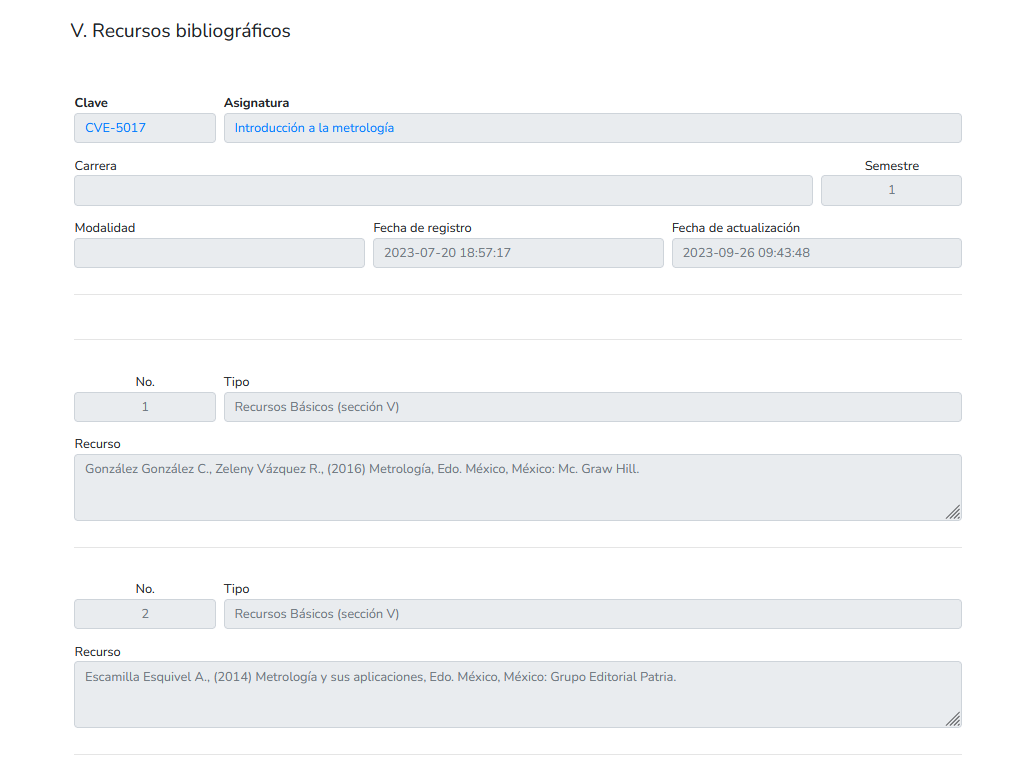 V. Recursos bibliográficos
Clave Asignatura
CVE-5017 Introducción a la metrología
Carrera Semestre
1
Modalidad Fecha de registro Fecha de actualización
2023-07-20 18:57:17 2023-09-26 09:43:48
No. Tipo
1 Recursos Básicos (sección V)
Recurso
González González C., Zeleny Vázquez R., (2016) Metrología, Edo. México, México: Mc. Graw Hill.
No. Tipo
2 Recursos Básicos (sección V)
Recurso
Escamilla Esquivel A., (2014) Metrología y sus aplicaciones, Edo. México, México: Grupo Editorial Patria.